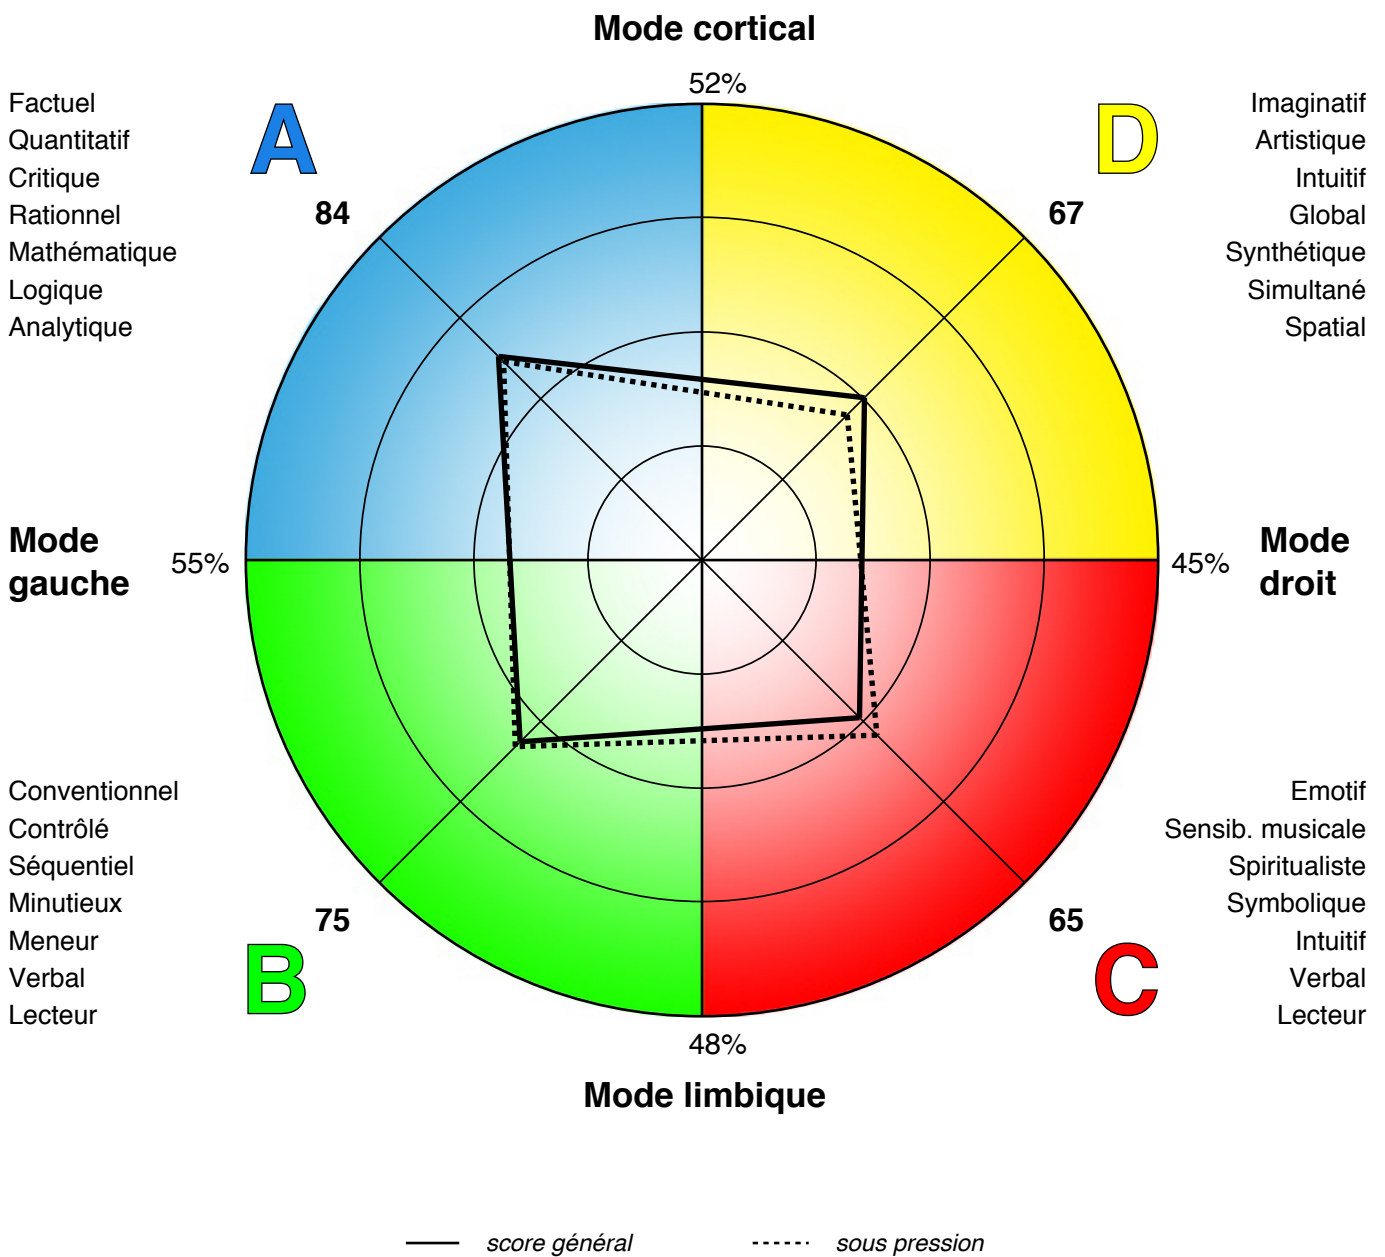 Mode cortical
52%
Factuel
Quantitatif
Critique
Rationnel
Mathématique
Logique
Analytique
A
84
D
67
Imaginatif
Artistique
Intuitif
Global
Synthétique
Simultané
Spatial
Mode
gauche
55%
45%
Mode
droit
Conventionnel
Contrôlé
Séquentiel
Minutieux
Meneur
Verbal
Lecteur
75
B
65
C
Emotif
Sensib. musicale
Spiritualiste
Symbolique
Intuitif
Verbal
Lecteur
48%
Mode limbique
score général
sous pression